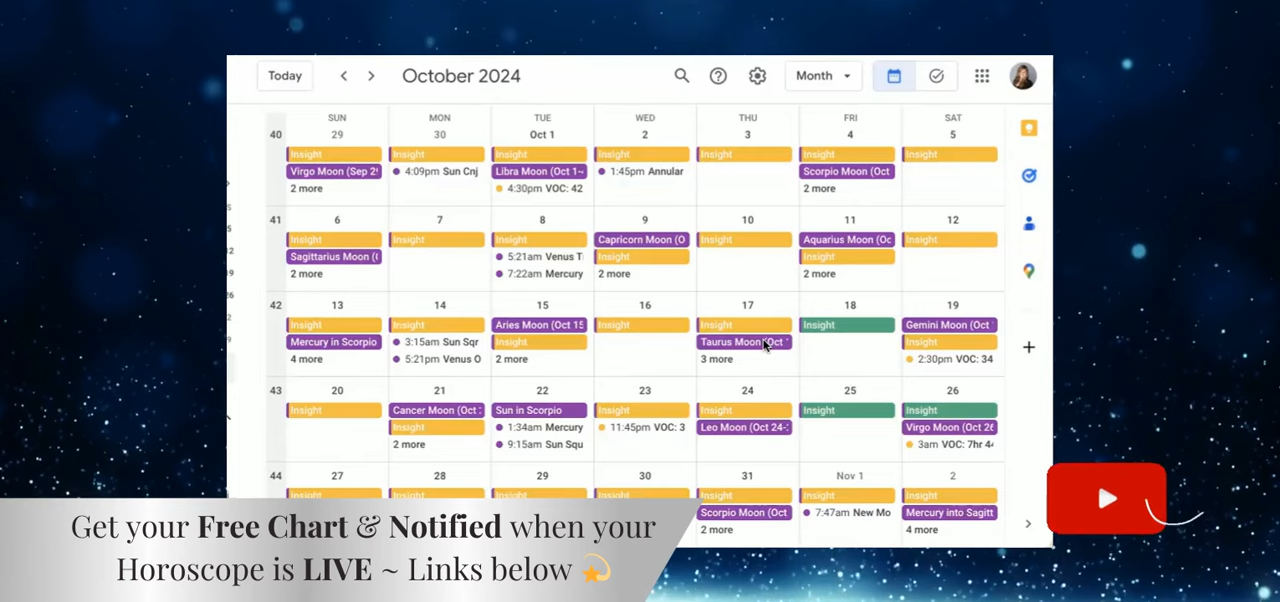 Today
October 2024
Month
SUN MON TUE WED THU FRI SAT
40 29 30 Oct 1 2 3 4 5
Insight Insight Insight Insight Insight Insight Insight
Virgo Moon (Sep 2 4:09pm Sun Cnj Libra Moon (Oct 1 1:45pm Annular Scorpio Moon (Oct
2 more 4:30pm VOC: 42 2 more
41 6 7 8 9 10 11 12
Insight Insight Insight Capricorn Moon (O Insight Aquarius Moon (Oc Insight
Sagittarius Moon ( 5:21am Venus T Insight Insight
2 more 7:22am Mercury 2 more 2 more
42 13 14 15 16 17 18 19
Insight Insight Aries Moon (Oct 15 Insight Insight Insight Gemini Moon (Oct
Mercury in Scorpio 3:15am Sun Sqr Insight Taurus Moon (Oct Insight
4 more 5:21pm Venus O 2 more 3 more 2:30pm VOC: 34
43 20 21 22 23 24 25 26
Insight Cancer Moon (Oct Sun in Scorpio Insight Insight Insight Insight
Insight 1:34am Mercury 11:45pm VOC: 3 Leo Moon (Oct 24- Virgo Moon (Oct 26
2 more 9:15am Sun Squ 3am VOC: 7hr 4
44 27 28 29 30 31 Nov 1 2
Insight Insight Insight Insight Insight Insight Insight
Scorpio Moon (Oct 7:47am New Mo Mercury into Sagitt
2 more 4 more
Get your Free Chart & Notified when your
Horoscope is LIVE ~ Links below